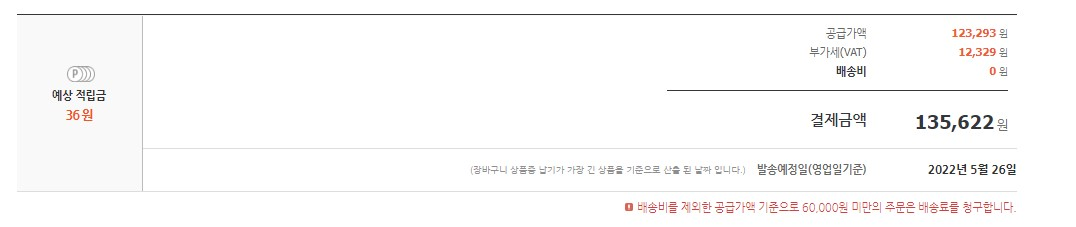 P
예상 적립금
36원
공급가액 123,293 원
부가세(VAT) 12,329 원
배송비 0 원
결제금액 135,622 원
(장바구니 상품중 납기가 가장 긴 상품을 기준으로 산출 된 날짜 입니다.) 발송예정일(영업일기준) 2022년 5월 26일
배송비를 제외한 공급가액 기준으로 60,000원 미만의 주문은 배송료를 청구합니다.